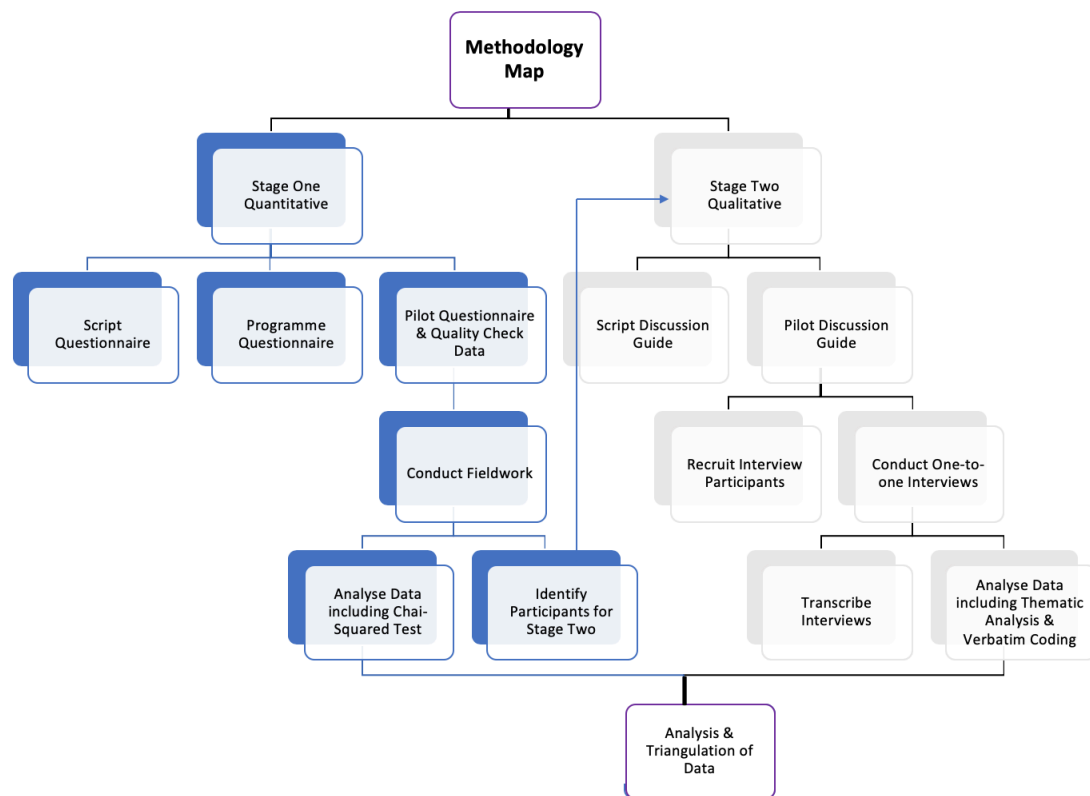 Methodology
Map
Stage One
Quantitative
Stage Two
Qualitative
Script
Questionnaire
Programme
Questionnaire
Pilot Questionnaire
& Quality Check
Data
Script Discussion
Guide
Pilot Discussion
Guide
Conduct Fieldwork
Recruit Interview
Participants
Conduct One-to-
one Interviews
Analyse Data
including Chai-
Squared Test
Identify
Participants for
Stage Two
Transcribe
Interviews
Analyse Data
including Thematic
Analysis &
Verbatim Coding
Analysis &
Triangulation of
Data